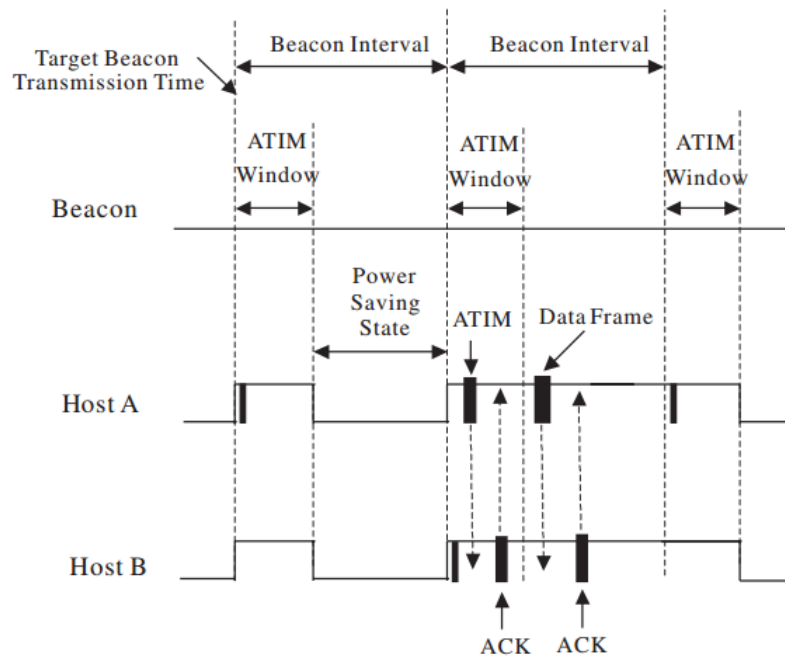 Beacon Interval
Beacon Interval
Target Beacon
Transmission Time
ATIM
Window
ATIM
Window
ATIM
Window
Beacon
Power
Saving
State
ATIM
Data Frame
Host A
Host B
ACK
ACK